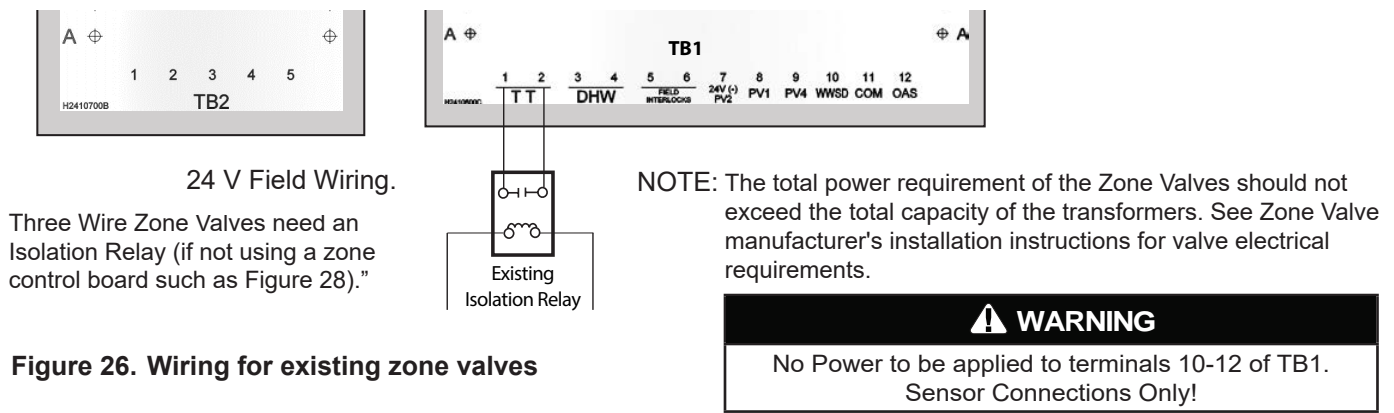 A
1 2 3 4 5
TB2
H2410700B
A A
TB1
1 2 3 4 5 6 7 8 9 10 11 12
T T DHW FIELD INTERLOCKS 24V (-) PV2 PV1 PV4 WWSD COM OAS
24 V Field Wiring.
Three Wire Zone Valves need an
Isolation Relay (if not using a zone
control board such as Figure 28).”
Existing
Isolation Relay
NOTE: The total power requirement of the Zone Valves should not
exceed the total capacity of the transformers. See Zone Valve
manufacturer's installation instructions for valve electrical
requirements.
WARNING
No Power to be applied to terminals 10-12 of TB1.
Sensor Connections Only!
Figure 26. Wiring for existing zone valves